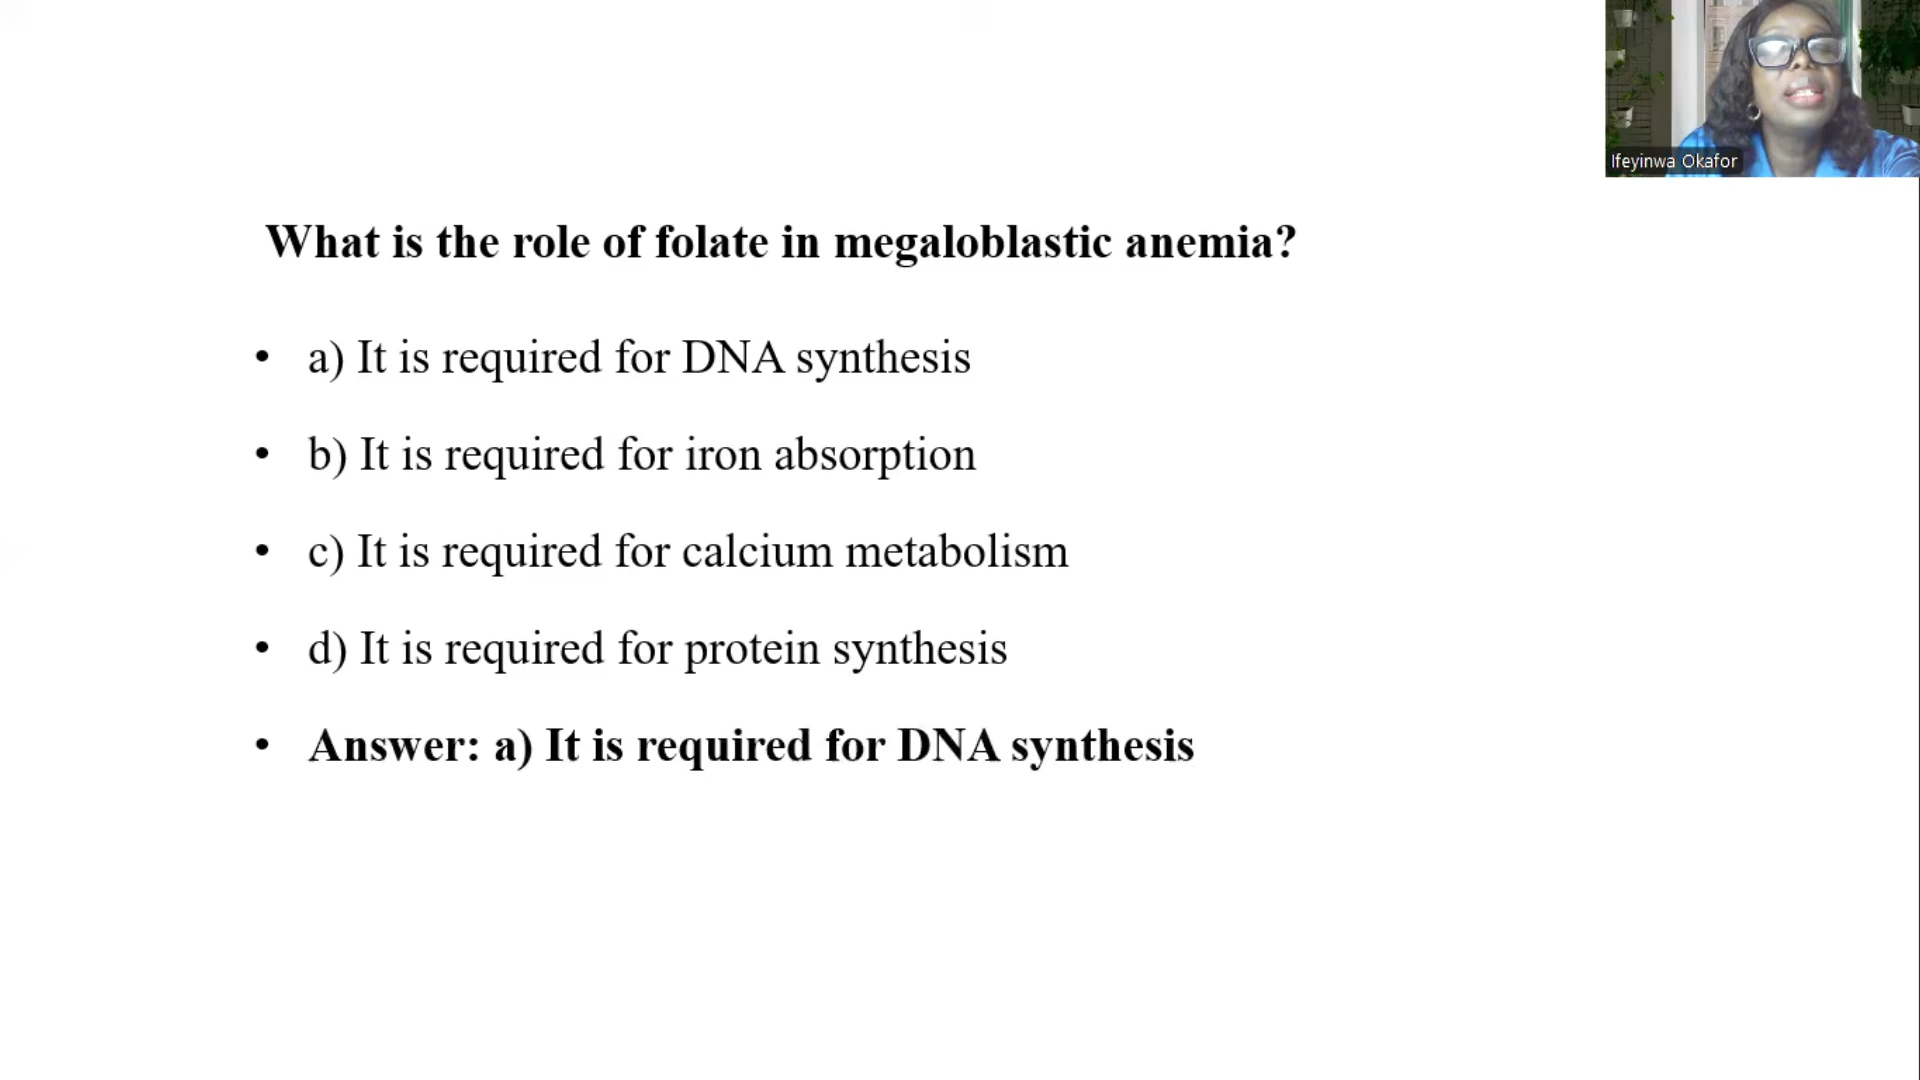 Ifeyinwa Okafor
What is the role of folate in megaloblastic anemia?
• a) It is required for DNA synthesis
• b) It is required for iron absorption
• c) It is required for calcium metabolism
• d) It is required for protein synthesis
• Answer: a) It is required for DNA synthesis